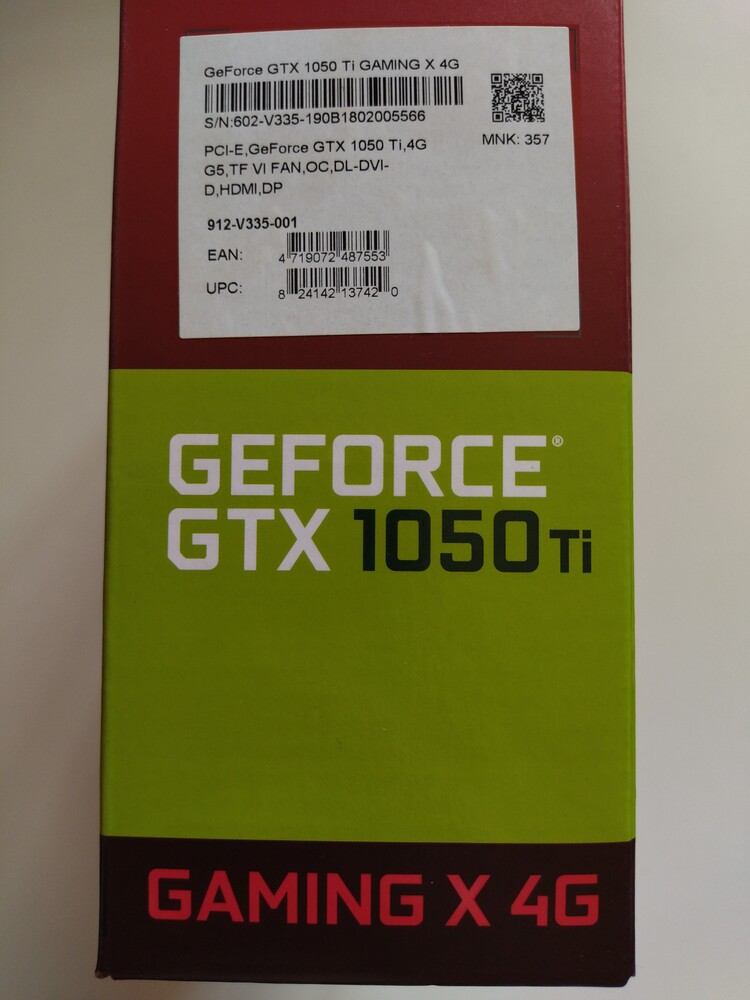 GeForce GTX 1050 Ti GAMING X 4G
S/N:602-V335-190B1802005566
MNK: 357
PCI-E,GeForce GTX 1050 Ti,4G
G5,TF VI FAN,OC,DL-DVI-
D,HDMI,DP
912-V335-001
EAN: 4 719072 487553
UPC: 8 24142 13742 0
GEFORCE®
GTX 1050 Ti
GAMING X 4G